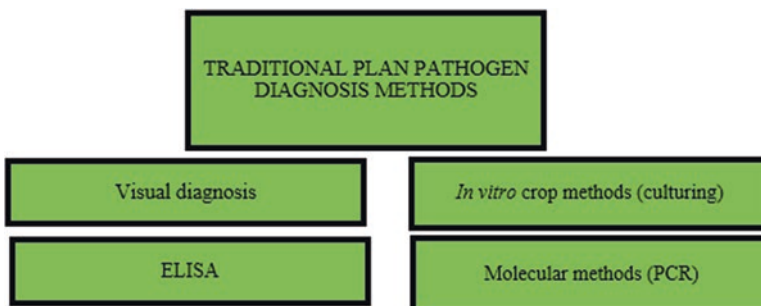 TRADITIONAL PLAN PATHOGEN
DIAGNOSIS METHODS
Visual diagnosis
In vitro crop methods (culturing)
ELISA
Molecular methods (PCR)